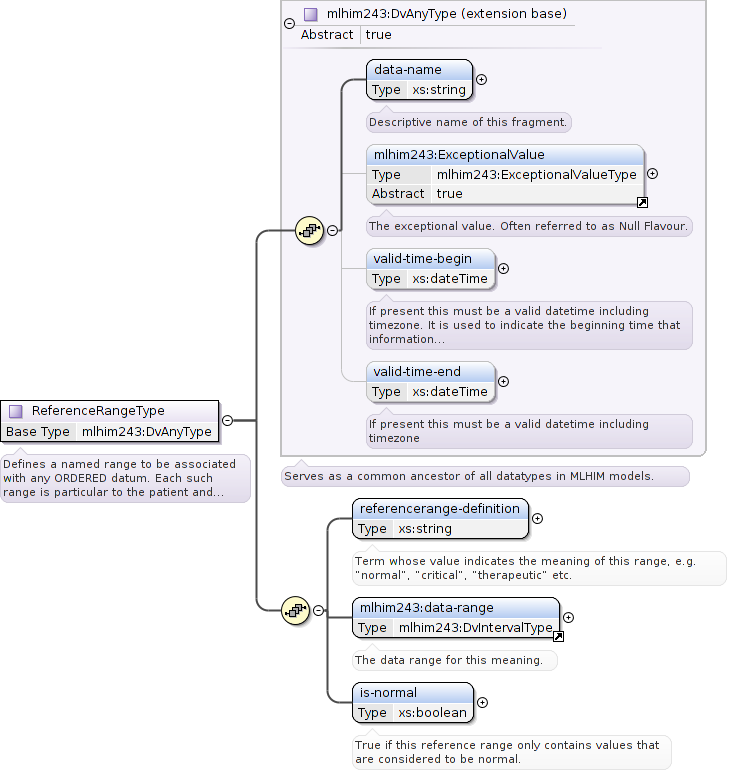 mlhim243:DvAnyType (extension base)
Abstract true
data-name
Type xs:string
Descriptive name of this fragment.
mlhim243:ExceptionalValue
Type mlhim243:ExceptionalValueType
Abstract true
The exceptional value. Often referred to as Null Flavour.
valid-time-begin
Type xs:dateTime
If present this must be a valid datetime including
timezone. It is used to indicate the beginning time that
information...
valid-time-end
Type xs:dateTime
If present this must be a valid datetime including
timezone
ReferenceRangeType
Base Type mlhim243:DvAnyType
Defines a named range to be associated
with any ORDERED datum. Each such
range is particular to the patient and...
Serves as a common ancestor of all datatypes in MLHIM models.
referencerange-definition
Type xs:string
Term whose value indicates the meaning of this range, e.g.
"normal", "critical", "therapeutic" etc.
mlhim243:data-range
Type mlhim243:DvIntervalType
The data range for this meaning.
is-normal
Type xs:boolean
True if this reference range only contains values that
are considered to be normal.